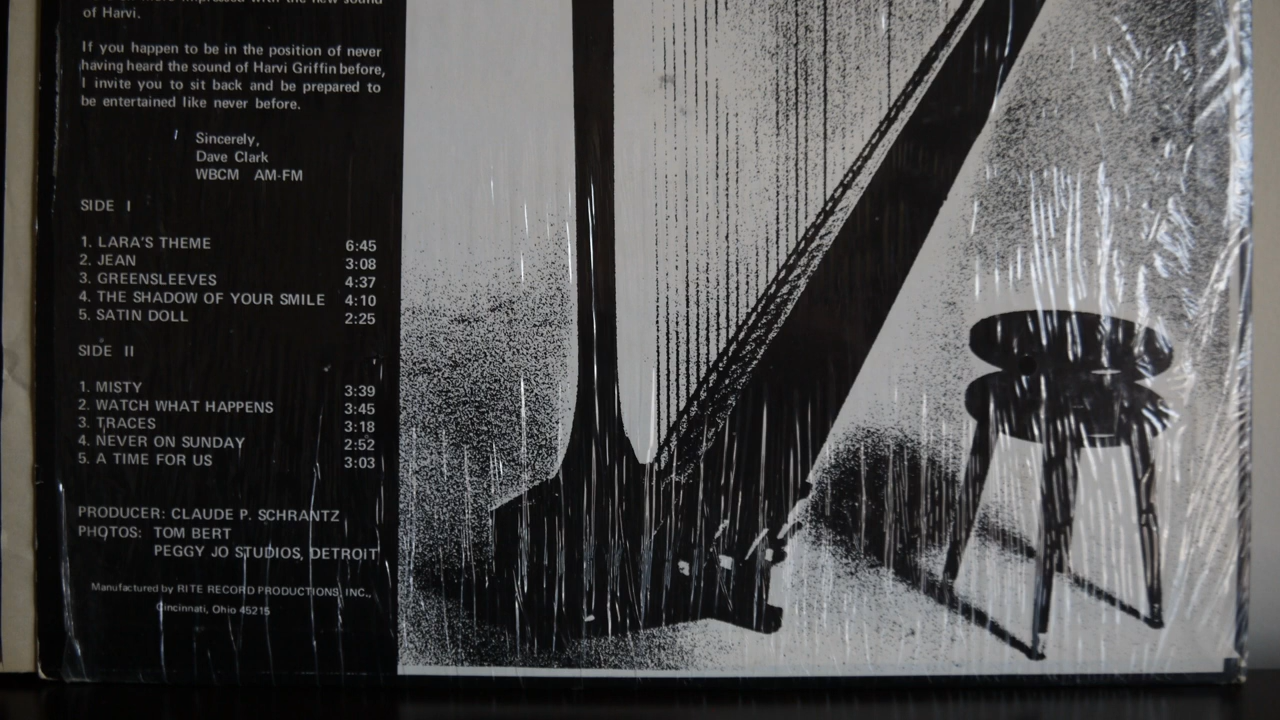 impressed with the new sound
of Harvi.
If you happen to be in the position of never
having heard the sound of Harvi Griffin before,
I invite you to sit back and be prepared to
be entertained like never before.
Sincerely,
Dave Clark
WBCM AM-FM
SIDE I
1. LARA'S THEME 6:45
2. JEAN 3:08
3. GREENSLEEVES 4:37
4. THE SHADOW OF YOUR SMILE 4:10
5. SATIN DOLL 2:25
SIDE II
1. MISTY 3:39
2. WATCH WHAT HAPPENS 3:45
3. TRACES 3:18
4. NEVER ON SUNDAY 2:52
5. A TIME FOR US 3:03
PRODUCER: CLAUDE P. SCHRANTZ
PHOTOS: TOM BERT
PEGGY JO STUDIOS, DETROIT
Manufactured by RITE RECORD PRODUCTIONS, INC.,
Cincinnati, Ohio 45215